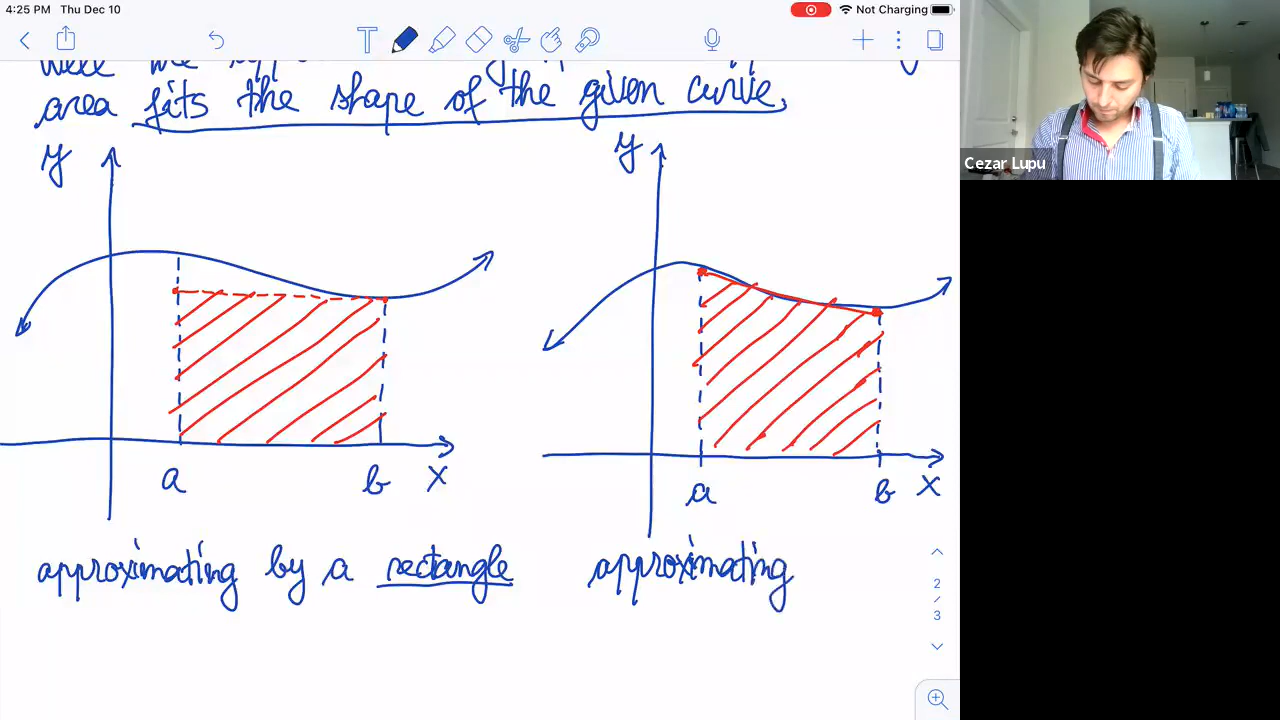 4:25 PM Thu Dec 10
Not Charging
T
area fits the shape of the given curve.
y
y
a
b
x
a
b
x
approximating by a rectangle
approximating
2
/
3
Cezar Lupu